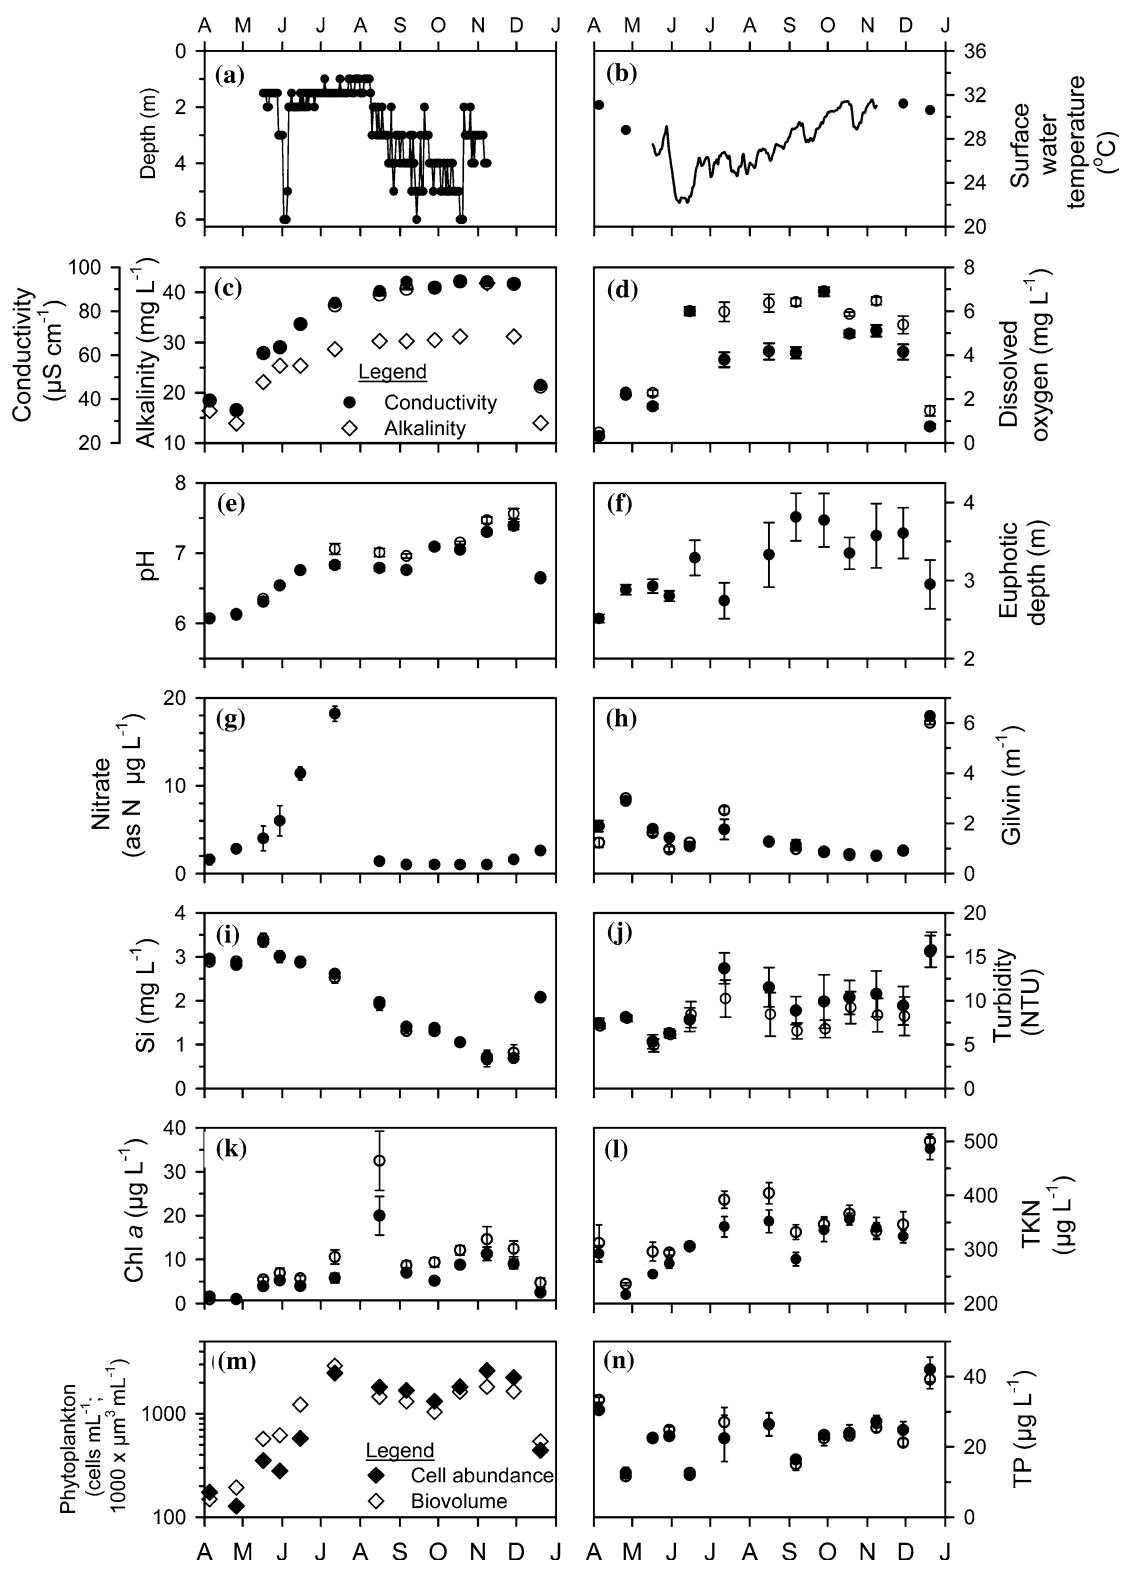 A M J J A S O N D J
A M J J A S O N D J
(a)
0
2
4
6
Depth (m)
(b)
36
32
28
24
20
Surface
water
temperature
(°C)
(c)
100
80
60
40
20
Conductivity
(µS cm⁻¹)
40
30
20
10
Alkalinity (mg L⁻¹)
Legend
Conductivity
Alkalinity
(d)
8
6
4
2
0
Dissolved
oxygen (mg L⁻¹)
(e)
8
7
6
pH
(f)
4
3
2
Euphotic
depth (m)
(g)
20
10
0
Nitrate
(as N µg L⁻¹)
(h)
6
4
2
0
Gilvin (m⁻¹)
(i)
4
3
2
1
0
Si (mg L⁻¹)
(j)
20
15
10
5
0
Turbidity
(NTU)
(k)
40
30
20
10
0
Chl a (µg L⁻¹)
(l)
500
400
300
200
TKN
(µg L⁻¹)
(m)
1000
100
Phytoplankton
(cells mL⁻¹;
1000 x µm³ mL⁻¹)
Legend
Cell abundance
Biovolume
(n)
40
20
0
TP (µg L⁻¹)
A M J J A S O N D J
A M J J A S O N D J